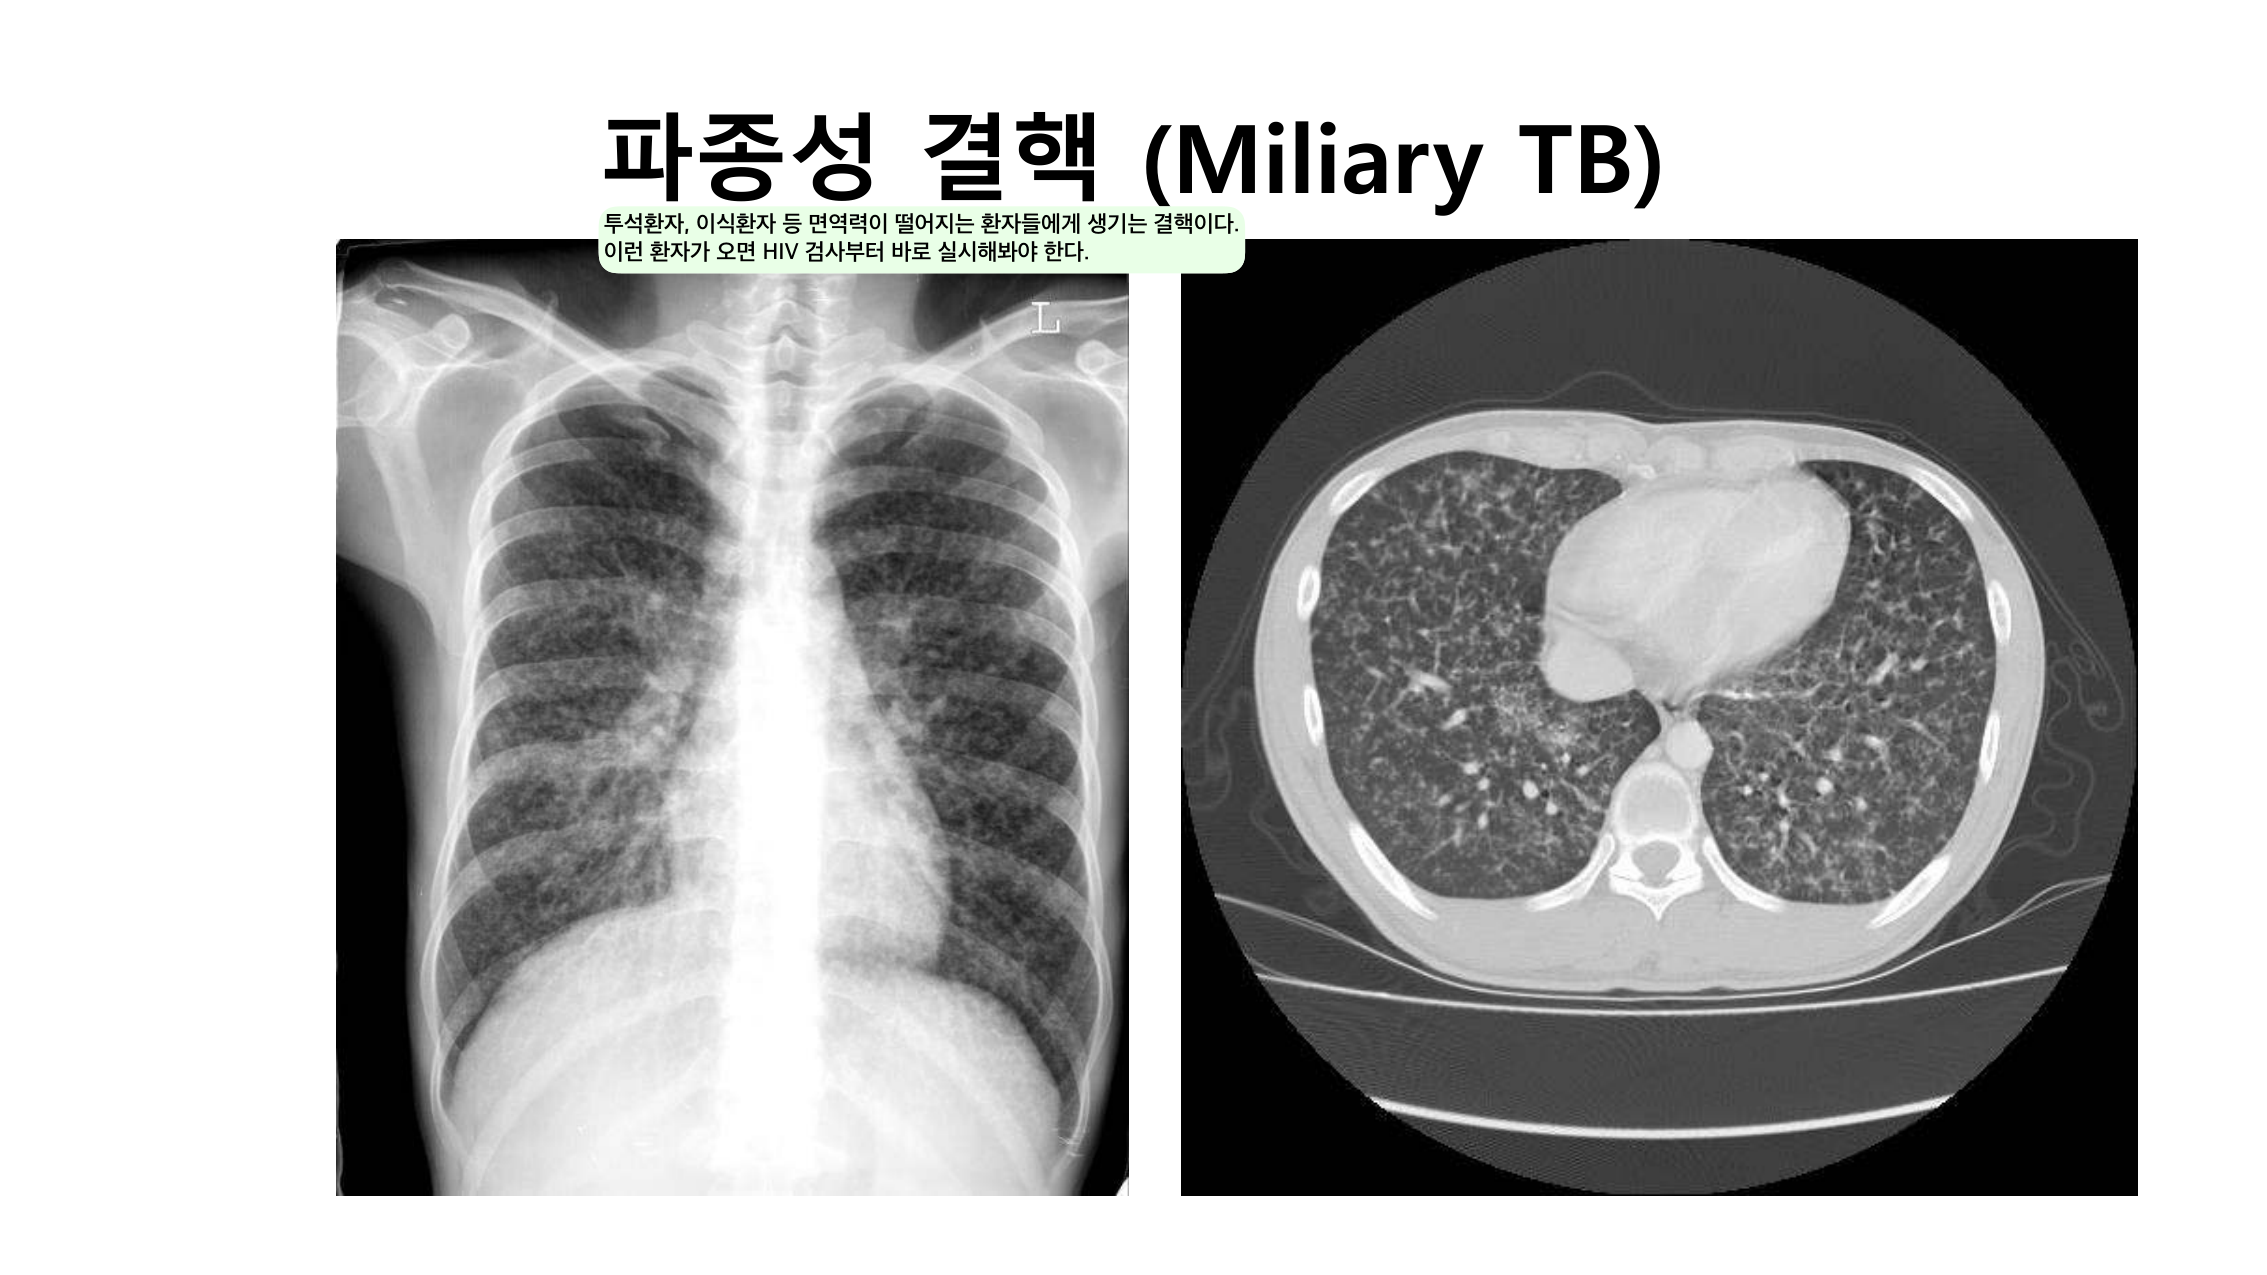 파종성 결핵 (Miliary TB)
투석환자, 이식환자 등 면역력이 떨어지는 환자들에게 생기는 결핵이다.
이런 환자가 오면 HIV 검사부터 바로 실시해봐야 한다.
L